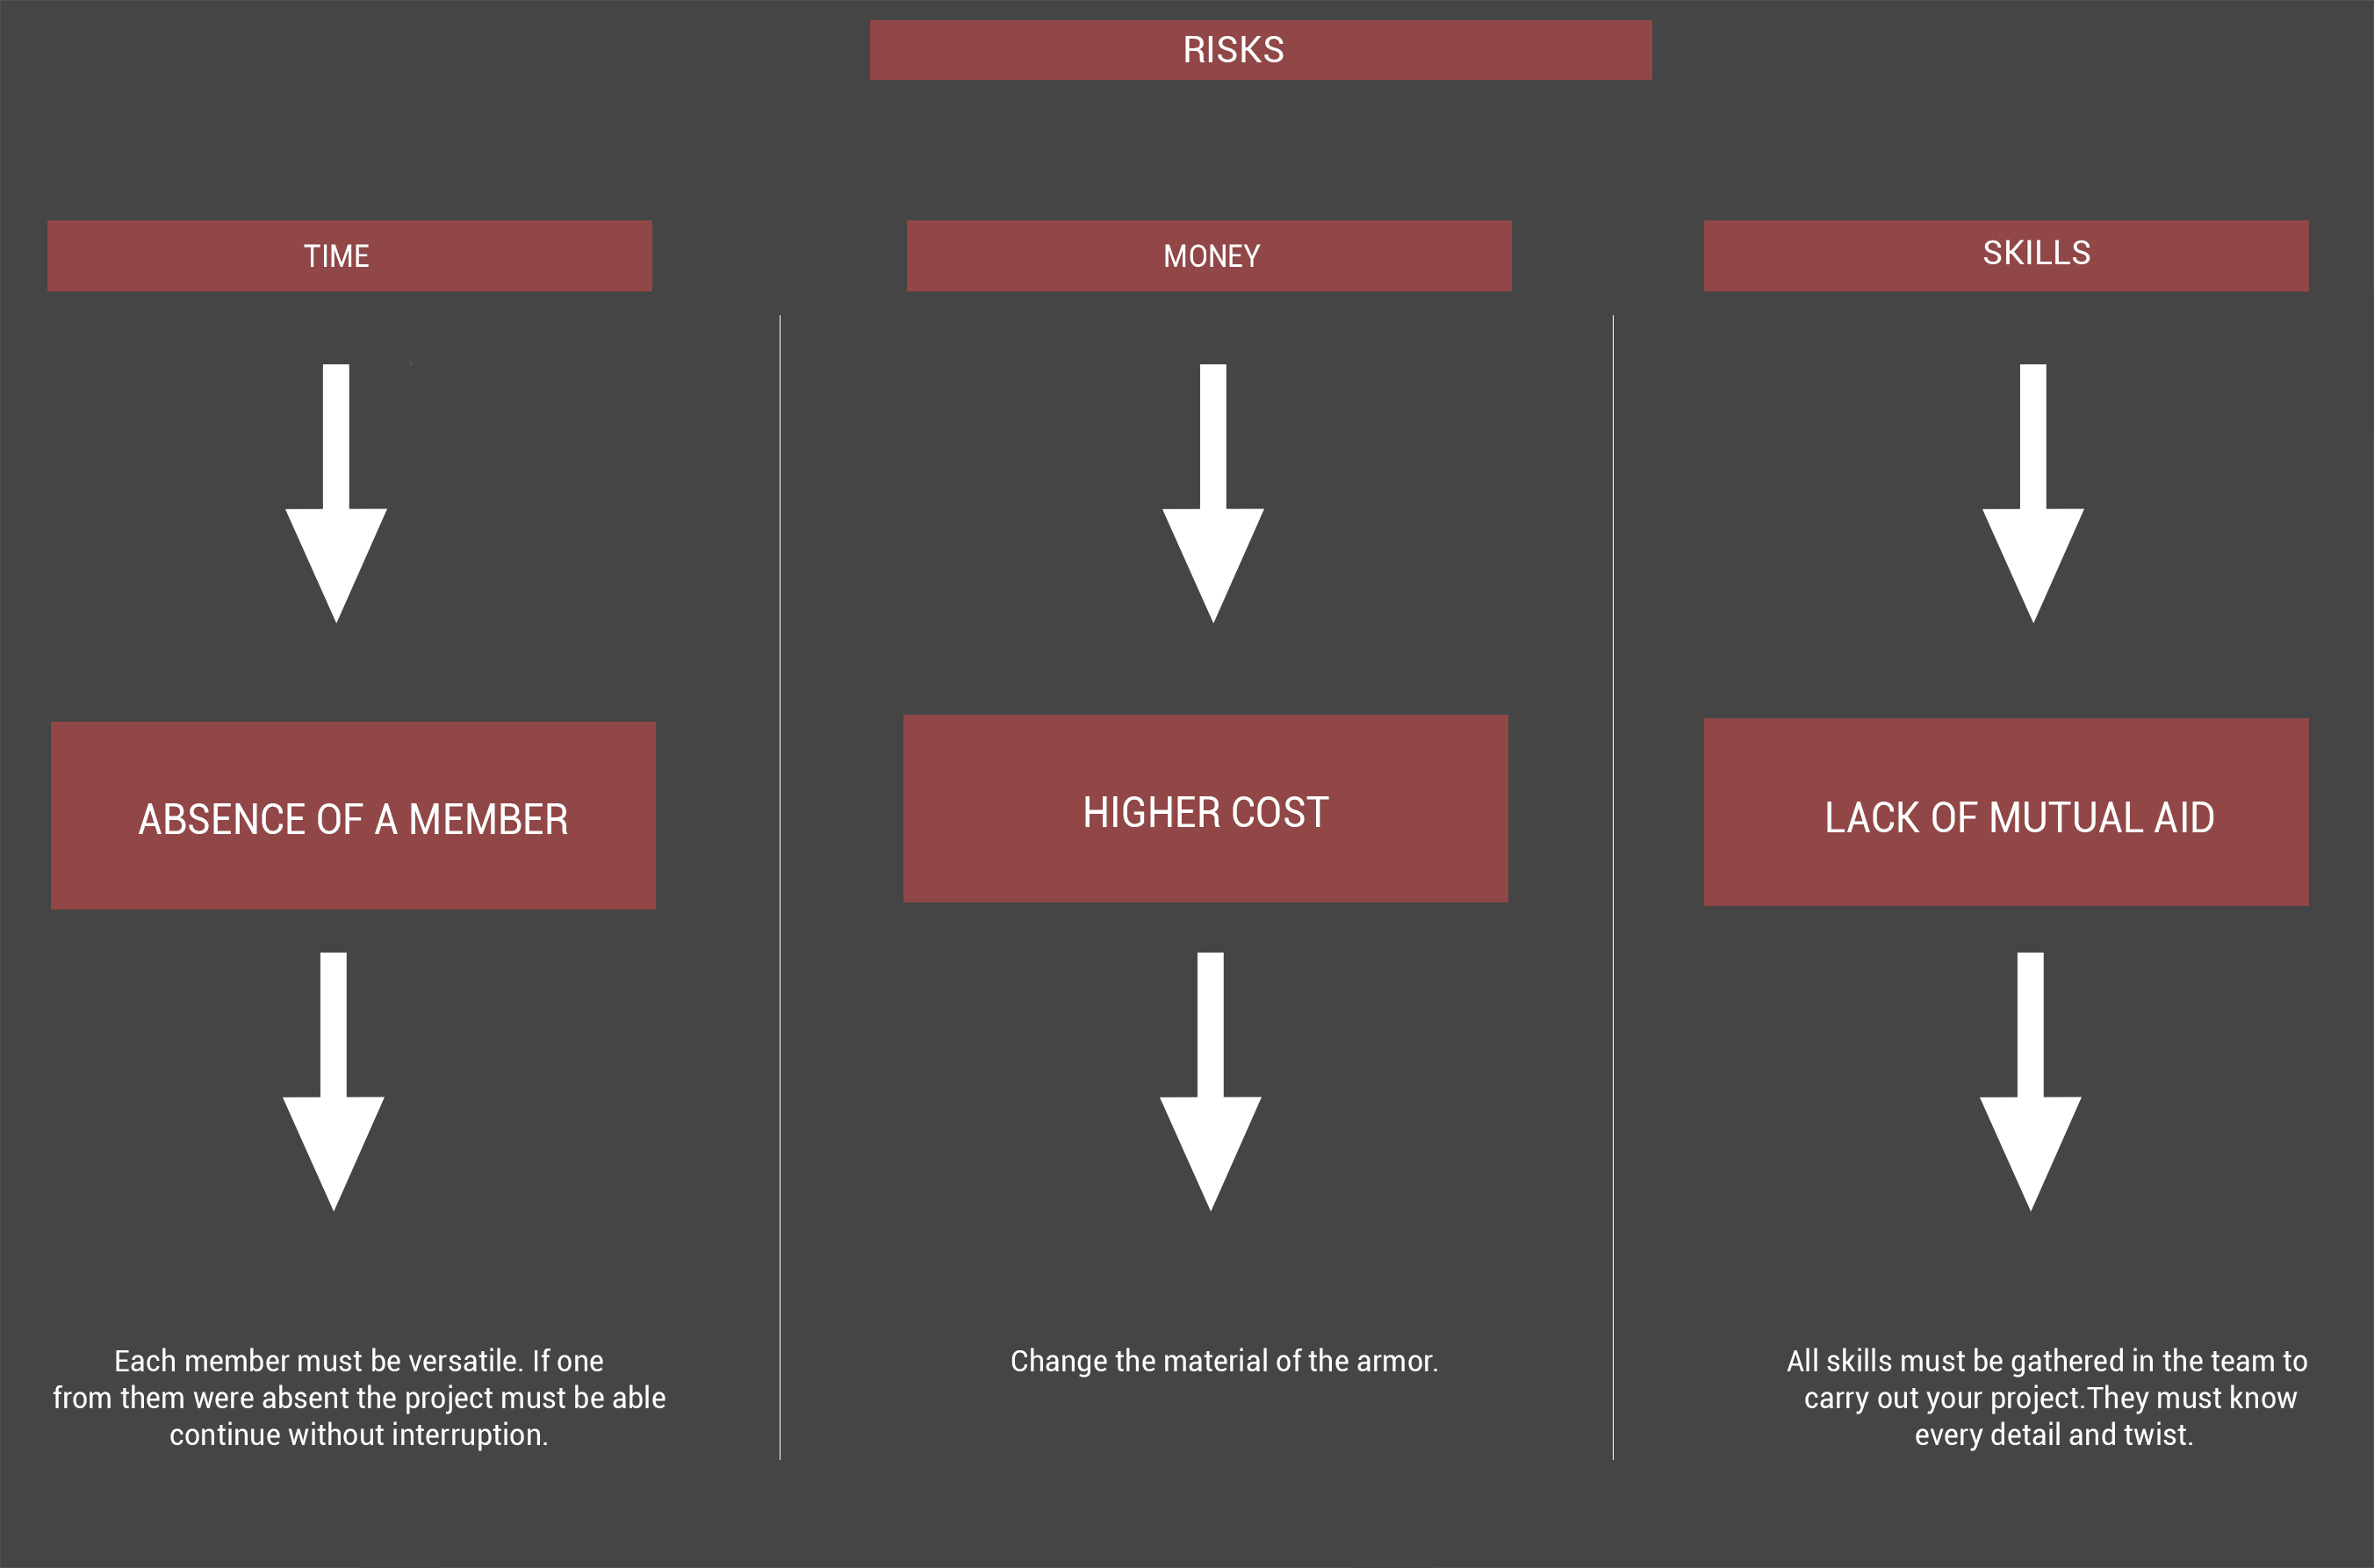 RISKS
TIME
MONEY
SKILLS
ABSENCE OF A MEMBER
HIGHER COST
LACK OF MUTUAL AID
Each member must be versatile. If one
from them were absent the project must be able
continue without interruption.
Change the material of the armor.
All skills must be gathered in the team to
carry out your project.They must know
every detail and twist.